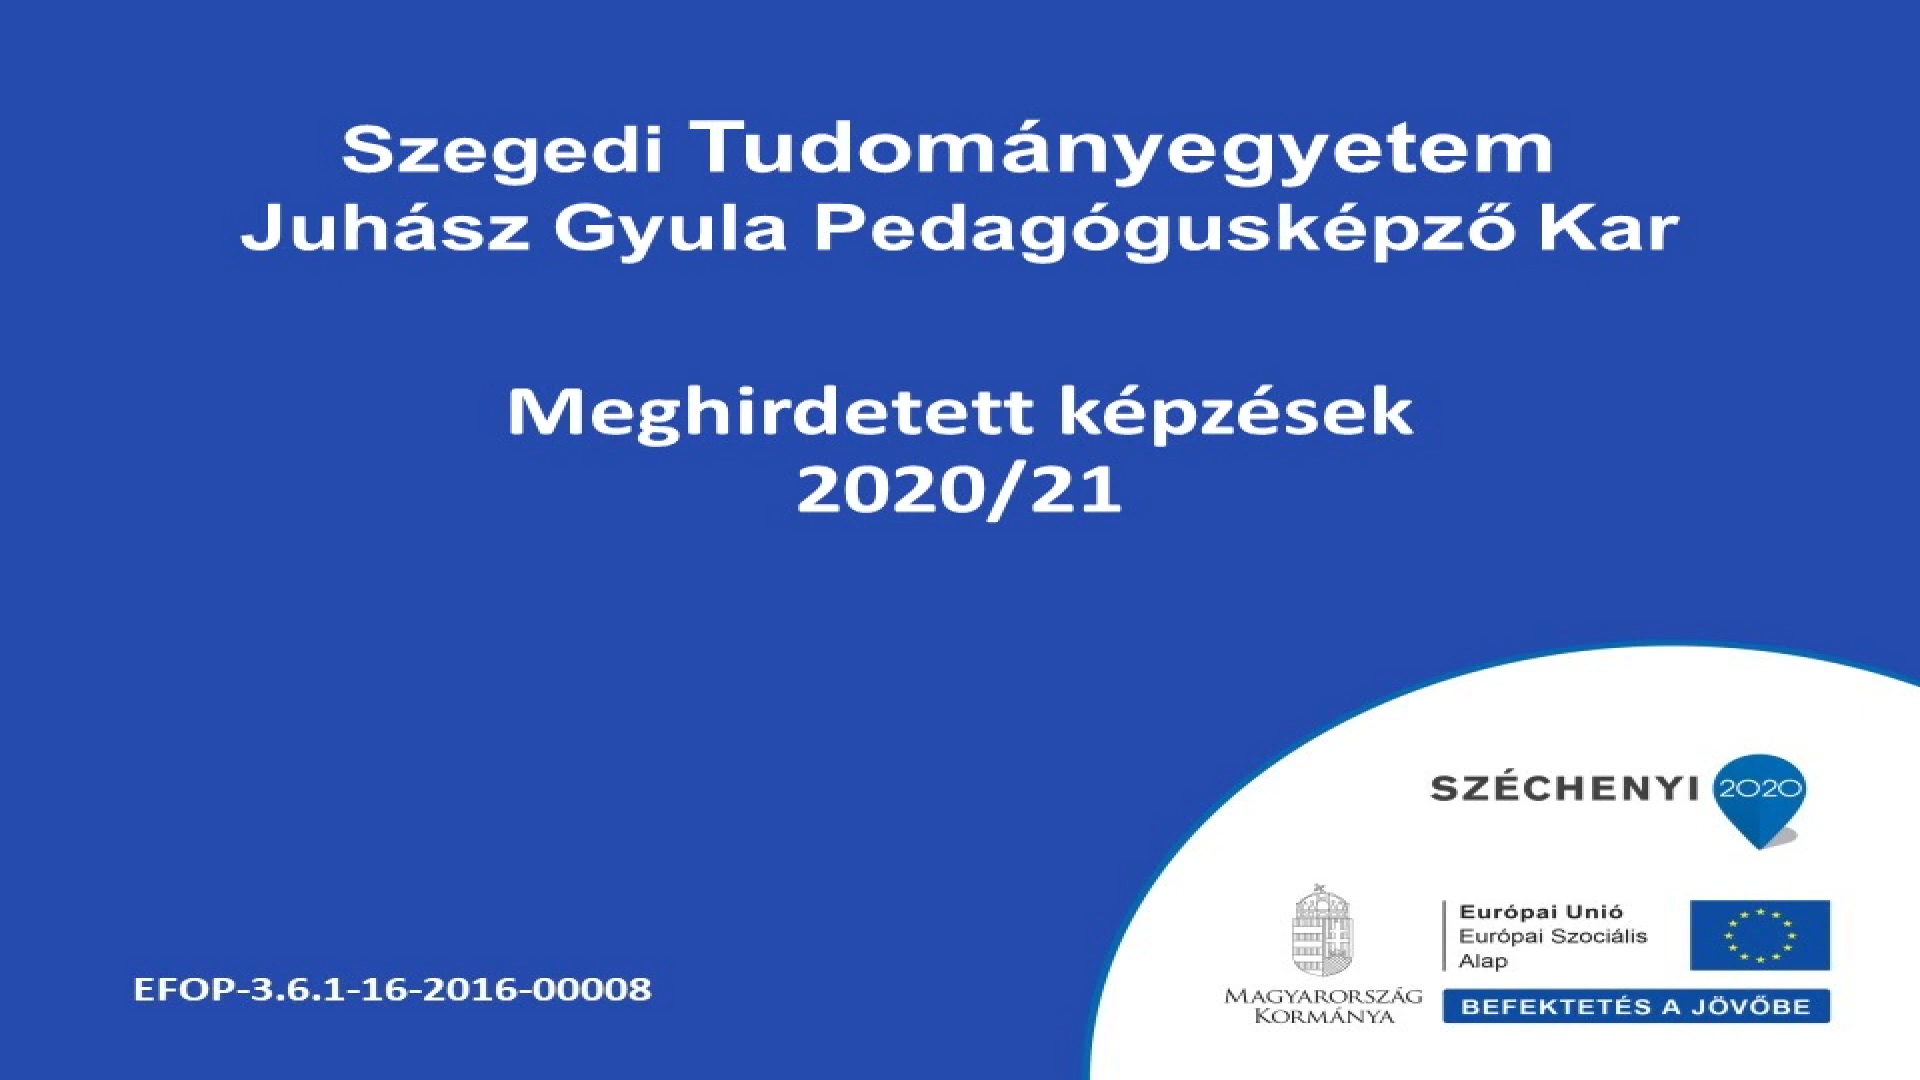 Szegedi Tudományegyetem
Juhász Gyula Pedagógusképző Kar
Meghirdetett képzések
2020/21
SZÉCHENYI 2020
Európai Unió
Európai Szociális
Alap
MAGYARORSZÁG
KORMÁNYA
BEFEKTETÉS A JÖVŐBE
EFOP-3.6.1-16-2016-00008